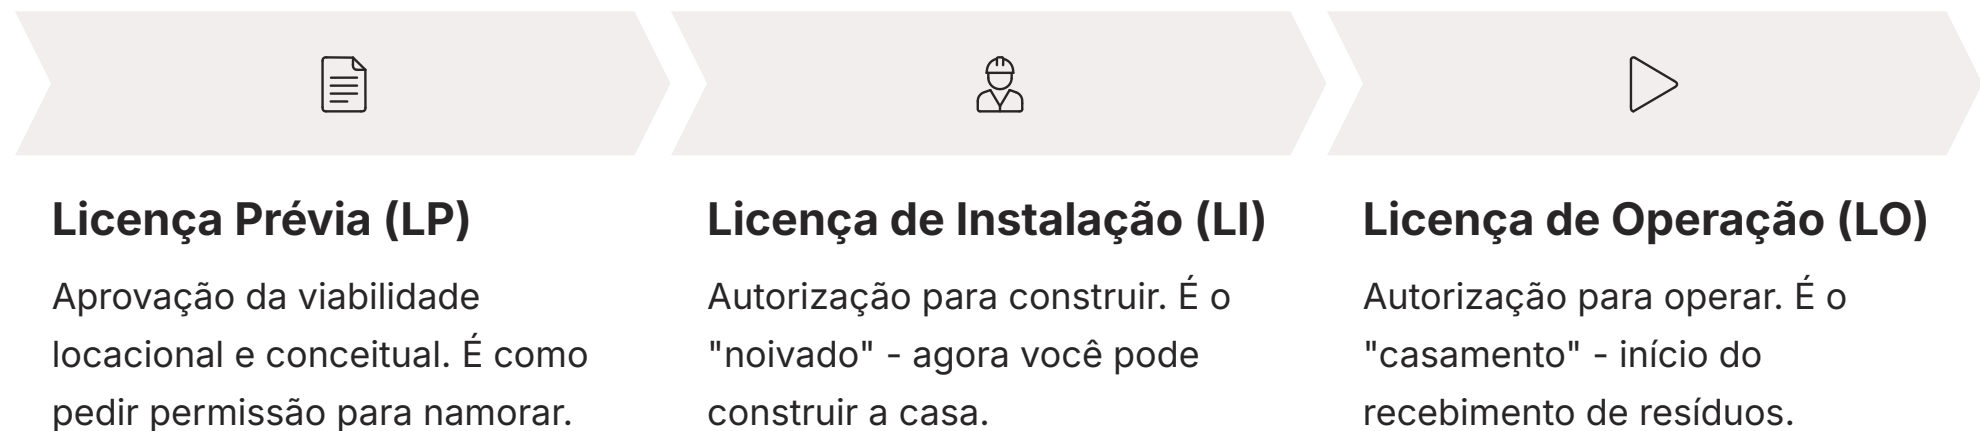 Licença Prévia (LP)
Aprovação da viabilidade
locacional e conceitual. É como
pedir permissão para namorar.
Licença de Instalação (LI)
Autorização para construir. É o
"noivado" - agora você pode
construir a casa.
Licença de Operação (LO)
Autorização para operar. É o
"casamento" - início do
recebimento de resíduos.